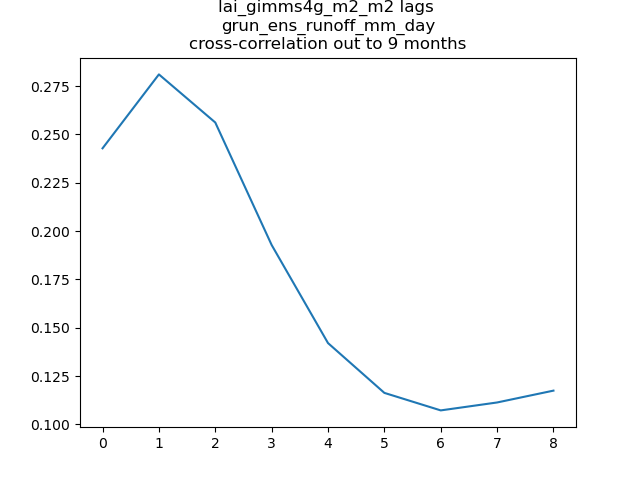 lai_gimms4g_m2_m2 lags
grun_ens_runoff_mm_day
cross-correlation out to 9 months
0.275
0.250
0.225
0.200
0.175
0.150
0.125
0.100
0 1 2 3 4 5 6 7 8